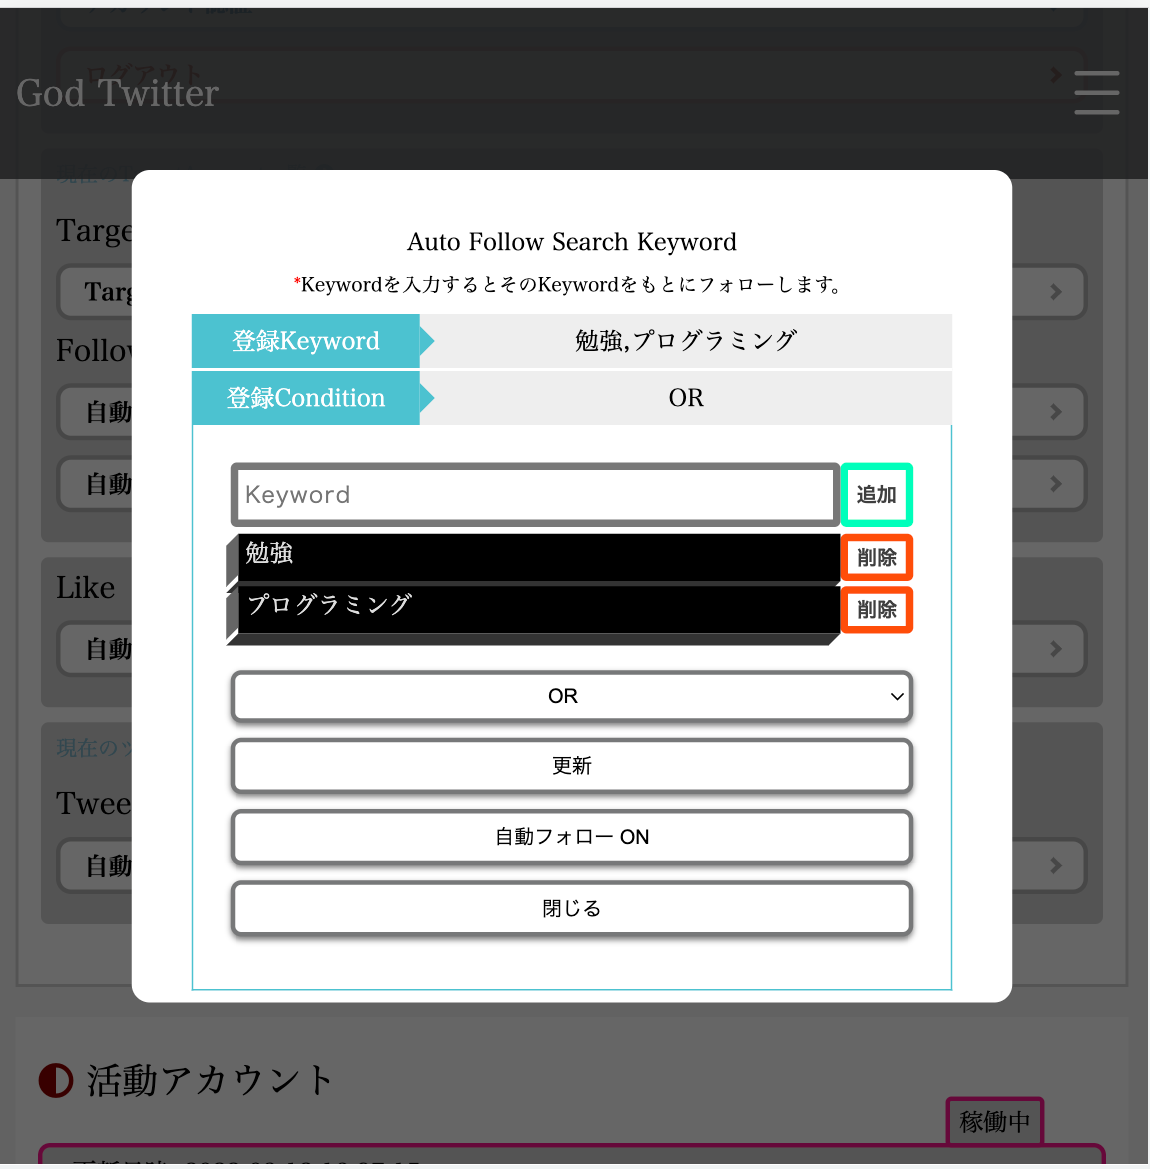 ログアウト
God Twitter
Targe
Auto Follow Search Keyword
*Keywordを入力するとそのKeywordをもとにフォローします。
Targ
登録Keyword 勉強,プログラミング
Follow
登録Condition OR
自動
自動
Keyword 追加
勉強 削除
プログラミング 削除
Like
自動
OR
現在のツ
更新
Twee
自動フォロー ON
自動
閉じる
活動アカウント
稼働中